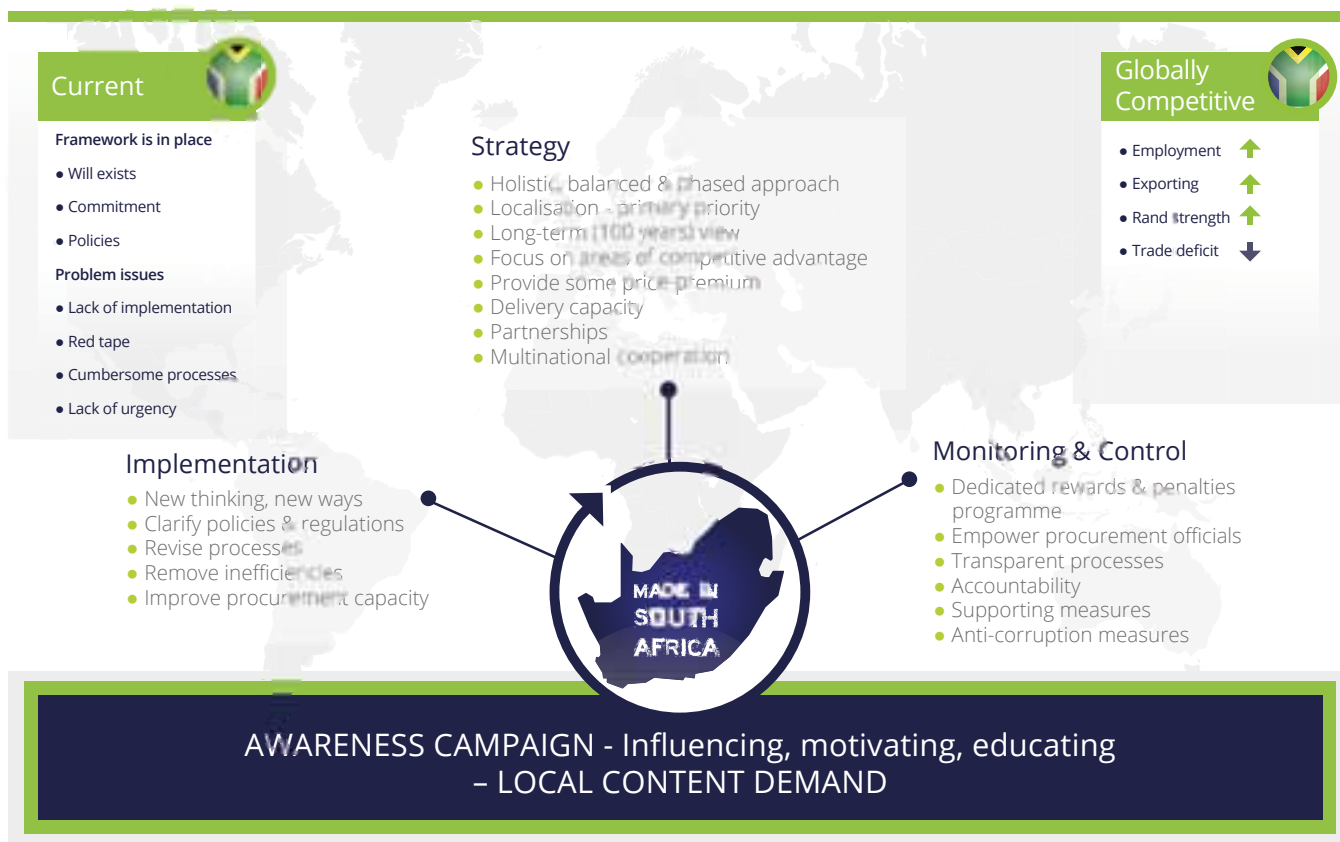 Current
Framework is in place
● Will exists
● Commitment
● Policies
Problem issues
● Lack of implementation
● Red tape
● Cumbersome processes
● Lack of urgency
Strategy
● Holistic, balanced & phased approach
● Localisation - primary priority
● Long-term (100 years) view
● Focus on areas of competitive advantage
● Provide some price premium
● Delivery capacity
● Partnerships
● Multinational cooperation
Globally
Competitive
● Employment
● Exporting
● Rand strength
● Trade deficit
Implementation
● New thinking, new ways
● Clarify policies & regulations
● Revise processes
● Remove inefficiencies
● Improve procurement capacity
Monitoring & Control
● Dedicated rewards & penalties
programme
● Empower procurement officials
● Transparent processes
● Accountability
● Supporting measures
● Anti-corruption measures
MADE IN
SOUTH
AFRICA
AWARENESS CAMPAIGN - Influencing, motivating, educating
– LOCAL CONTENT DEMAND